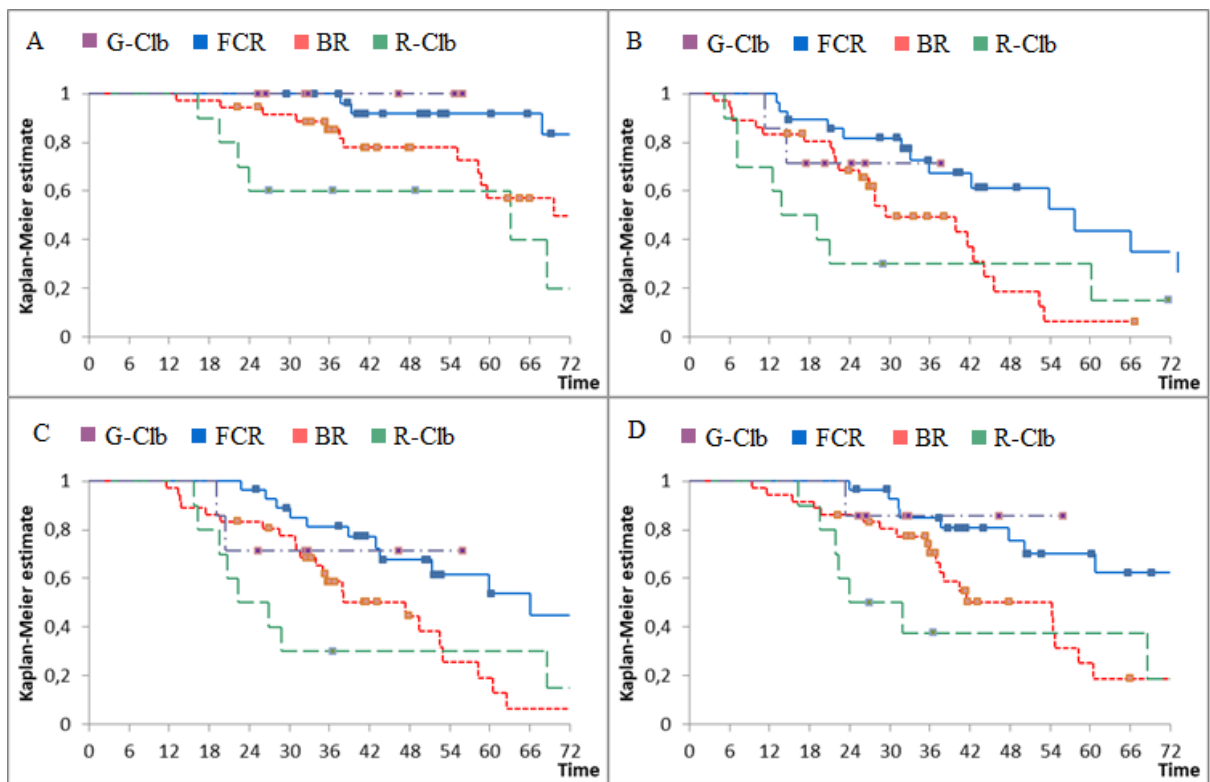 A G-Clb FCR BR R-Clb
Kaplan-Meier estimate
1
0,8
0,6
0,4
0,2
0
0 6 12 18 24 30 36 42 48 54 60 66 72
Time
B G-Clb FCR BR R-Clb
Kaplan-Meier estimate
1
0,8
0,6
0,4
0,2
0
0 6 12 18 24 30 36 42 48 54 60 66 72
Time
C G-Clb FCR BR R-Clb
Kaplan-Meier estimate
1
0,8
0,6
0,4
0,2
0
0 6 12 18 24 30 36 42 48 54 60 66 72
Time
D G-Clb FCR BR R-Clb
Kaplan-Meier estimate
1
0,8
0,6
0,4
0,2
0
0 6 12 18 24 30 36 42 48 54 60 66 72
Time